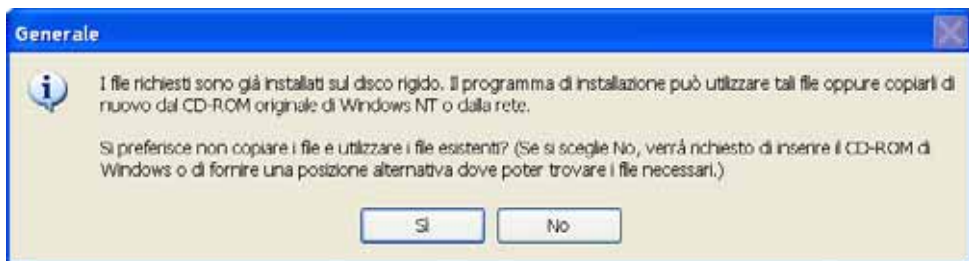 Generale
I file richiesti sono già installati sul disco rigido. Il programma di installazione può utilizzare tali file oppure copiarli di
nuovo dal CD-ROM originale di Windows NT o dalla rete.
Si preferisce non copiare i file e utilizzare i file esistenti? (Se si sceglie No, verrà richiesto di inserire il CD-ROM di
Windows o di fornire una posizione alternativa dove poter trovare i file necessari.)
Sì
No